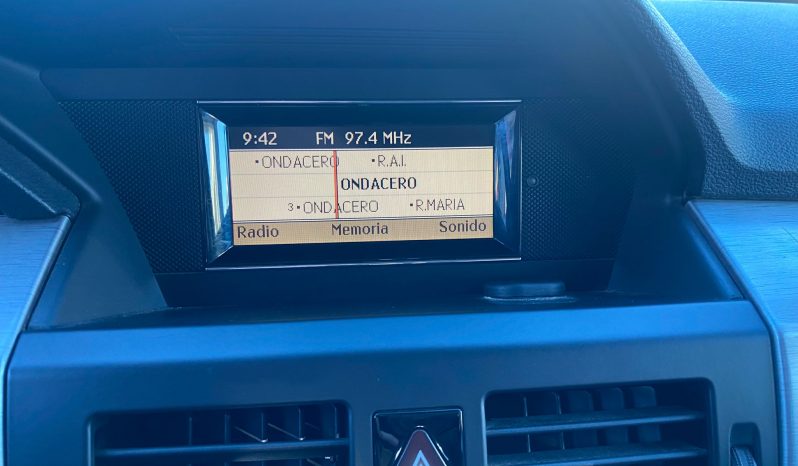 9:42 FM 97.4 MHz
•ONDACERO •R.A.I.
ONDACERO
3•ONDACERO •R.MARIA
Radio Memoria Sonido